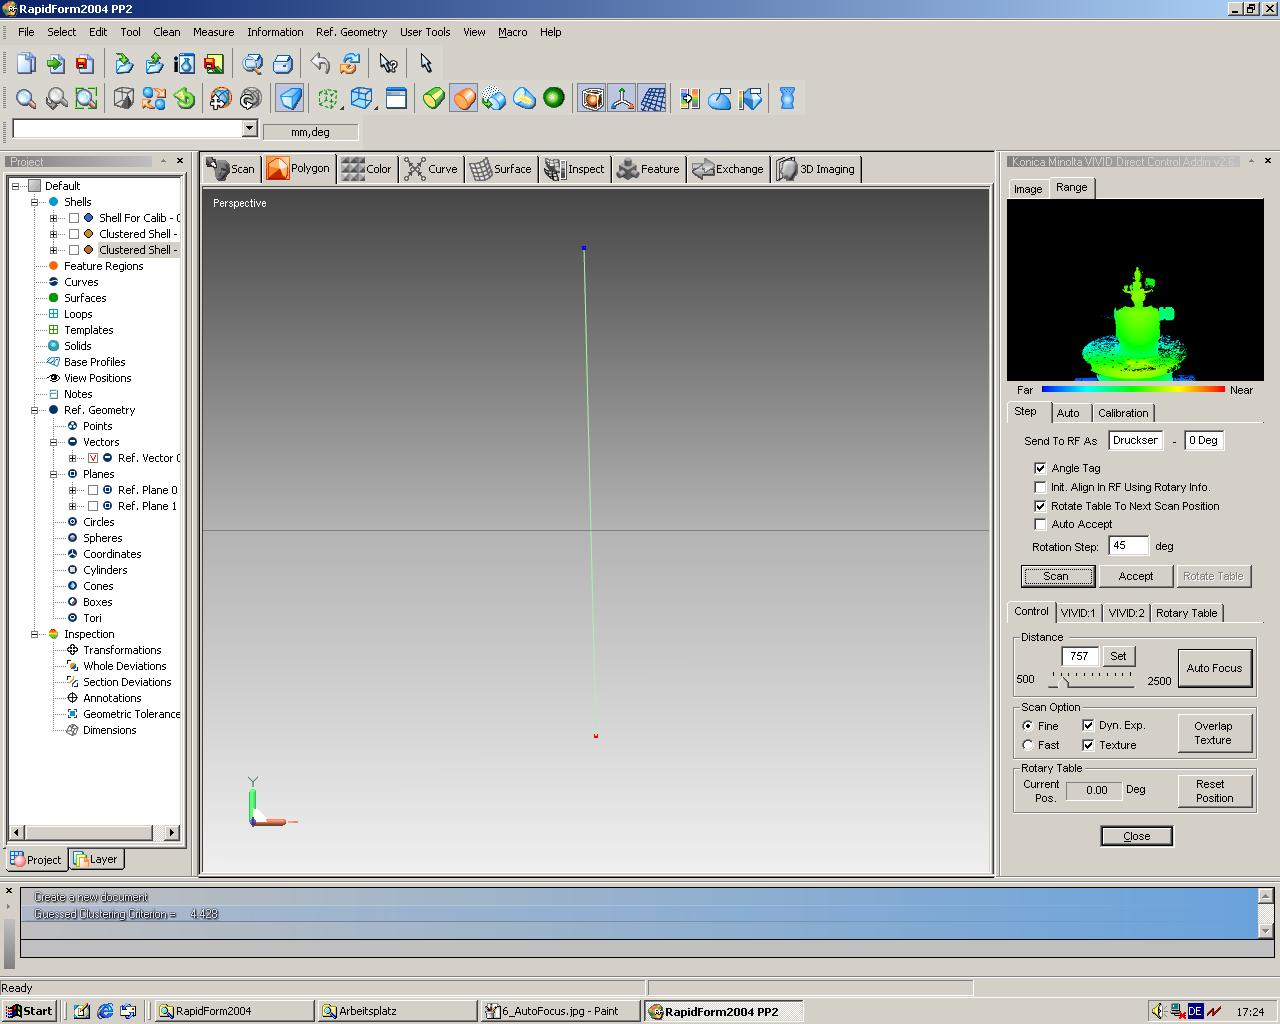 RapidForm2004 PP2
File Select Edit Tool Clean Measure Information Ref. Geometry User Tools View Macro Help
mm,deg
Project
Default
Shells
Shell For Calib - 0
Clustered Shell -
Clustered Shell -
Feature Regions
Curves
Surfaces
Loops
Templates
Solids
Base Profiles
View Positions
Notes
Ref. Geometry
Points
Vectors
Ref. Vector 0
Planes
Ref. Plane 0
Ref. Plane 1
Circles
Spheres
Coordinates
Cylinders
Cones
Boxes
Tori
Inspection
Transformations
Whole Deviations
Section Deviations
Annotations
Geometric Tolerance
Dimensions
Project Layer
Scan Polygon Color Curve Surface Inspect Feature Exchange 3D Imaging
Perspective
Y
Konica Minolta VIVID Direct Control Addin v2.6
Image Range
Far Near
Step Auto Calibration
Send To RF As Druckser - 0 Deg
Angle Tag
Init. Align In RF Using Rotary Info.
Rotate Table To Next Scan Position
Auto Accept
Rotation Step: 45 deg
Scan Accept Rotate Table
Control VIVID:1 VIVID:2 Rotary Table
Distance
757 Set
500 2500
Auto Focus
Scan Option
Fine Dyn. Exp.
Fast Texture
Overlap Texture
Rotary Table
Current Pos. 0.00 Deg
Reset Position
Close
Create a new document
Guessed Clustering Criterion = 4.428
Ready
Start RapidForm2004 Arbeitsplatz 6_AutoFocus.jpg - Paint RapidForm2004 PP2 DE 17:24